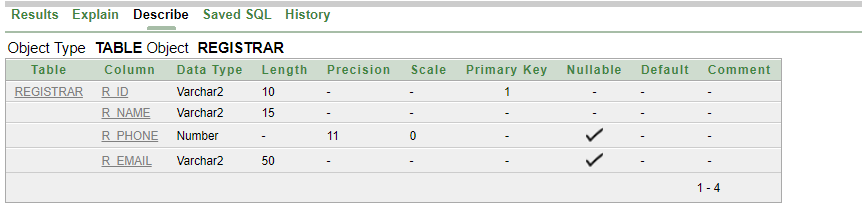 Results Explain Describe Saved SQL History
Object Type TABLE Object REGISTRAR
Table Column Data Type Length Precision Scale Primary Key Nullable Default Comment
REGISTRAR R_ID Varchar2 10 - - 1 - - -
R_NAME Varchar2 15 - - - - - -
R_PHONE Number - 11 0 - ✓ - -
R_EMAIL Varchar2 50 - - - ✓ - -
1 - 4